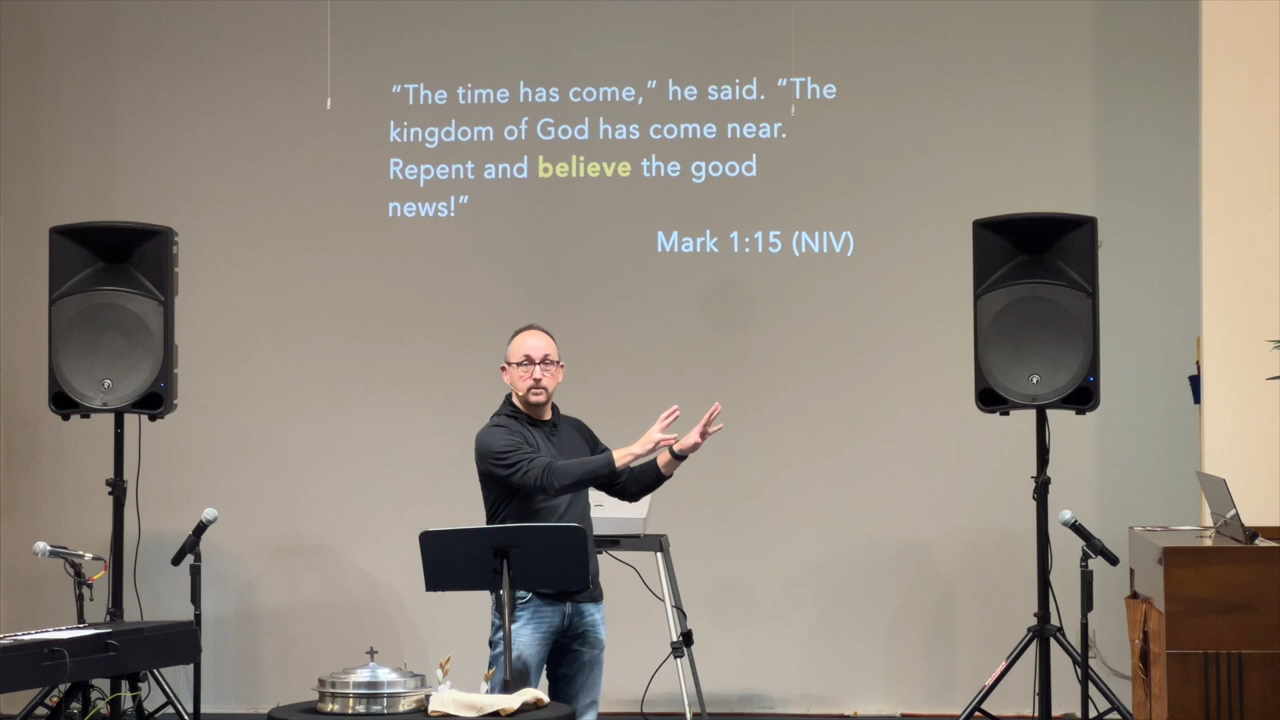 “The time has come,” he said. “The
kingdom of God has come near.
Repent and believe the good
news!”
Mark 1:15 (NIV)